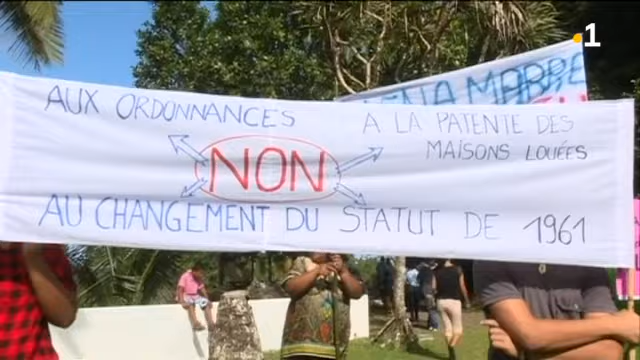 1
AUX ORDONNANCES
A LA PATENTE DES
MAISONS LOUÉES
NON
AU CHANGEMENT DU STATUT DE 1961